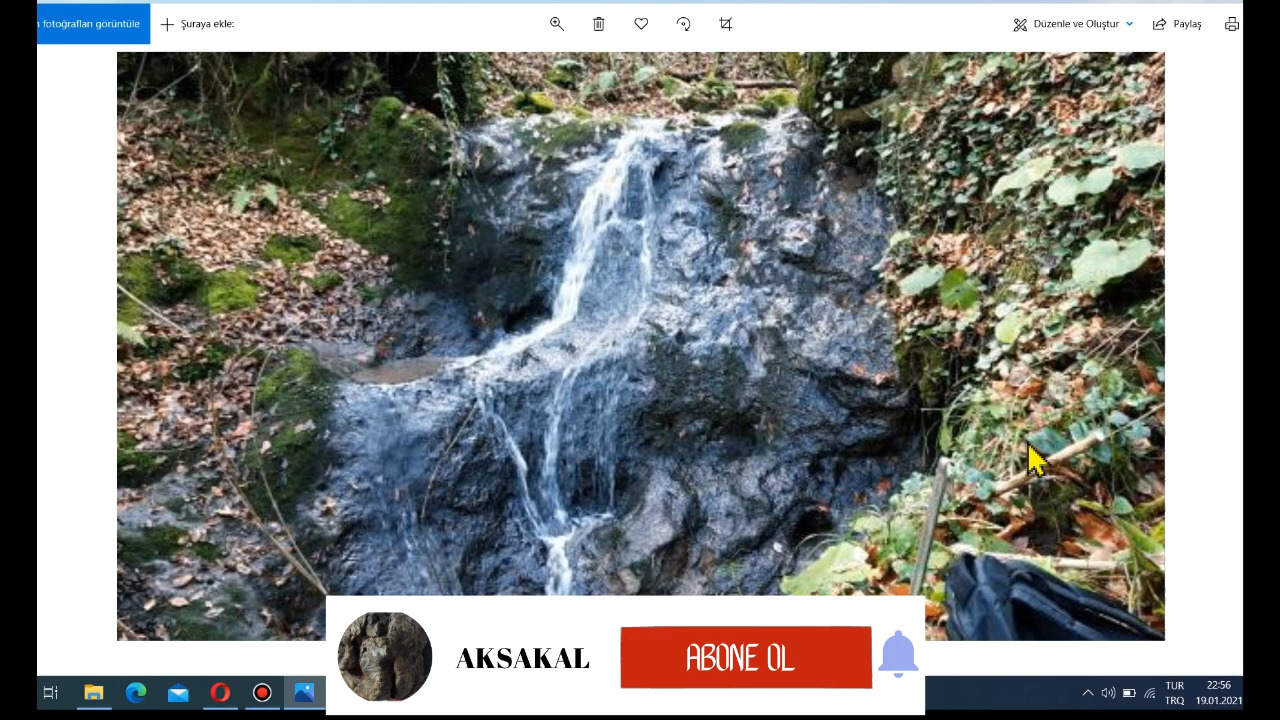 fotoğrafları görüntüle
Şuraya ekle:
Düzenle ve Oluştur
Paylaş
AKSAKAL
ABONE OL
TUR
TRQ
22:56
19.01.2021